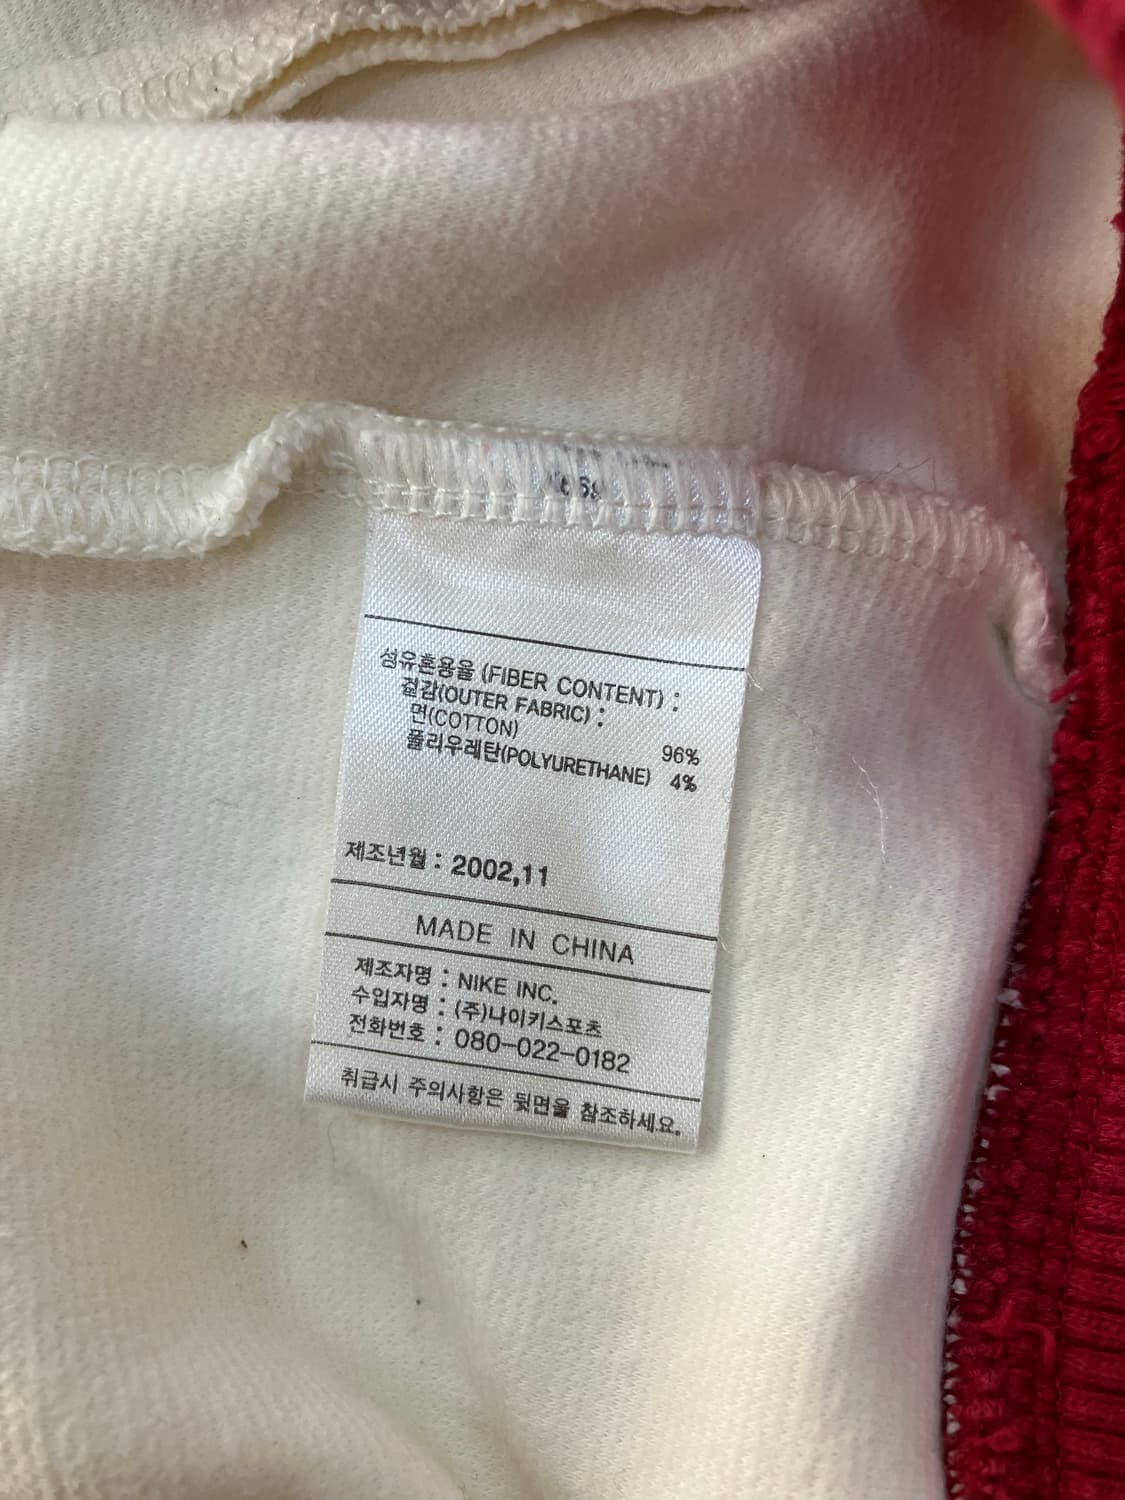 섬유혼용율 (FIBER CONTENT) :
겉감(OUTER FABRIC) :
면(COTTON) 96%
폴리우레탄(POLYURETHANE) 4%
제조년월 : 2002,11
MADE IN CHINA
제조자명 : NIKE INC.
수입자명 : (주)나이키스포츠
전화번호 : 080-022-0182
취급시 주의사항은 뒷면을 참조하세요.